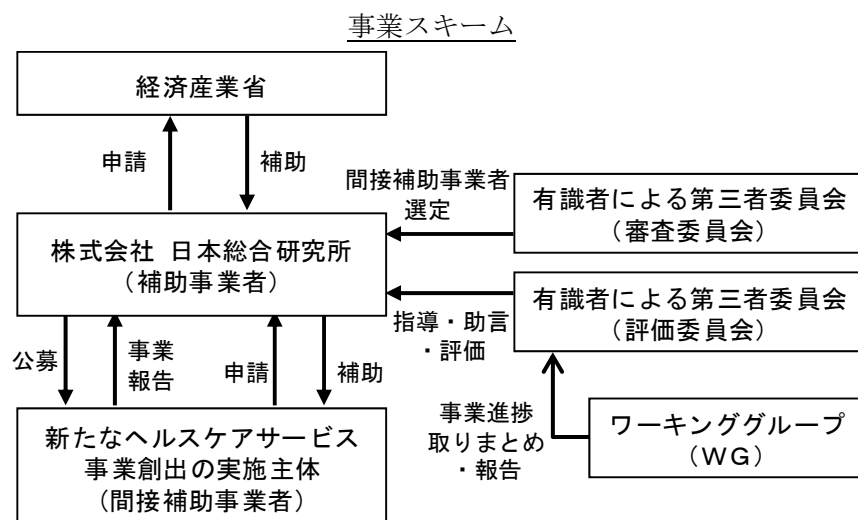 事業スキーム
経済産業省
申請
補助
間接補助事業者
選定
有識者による第三者委員会
（審査委員会）
株式会社 日本総合研究所
（補助事業者）
指導・助言
・評価
有識者による第三者委員会
（評価委員会）
公募
事業
報告
申請
補助
事業進捗
取りまとめ
・報告
ワーキンググループ
（ＷＧ）
新たなヘルスケアサービス
事業創出の実施主体
（間接補助事業者）